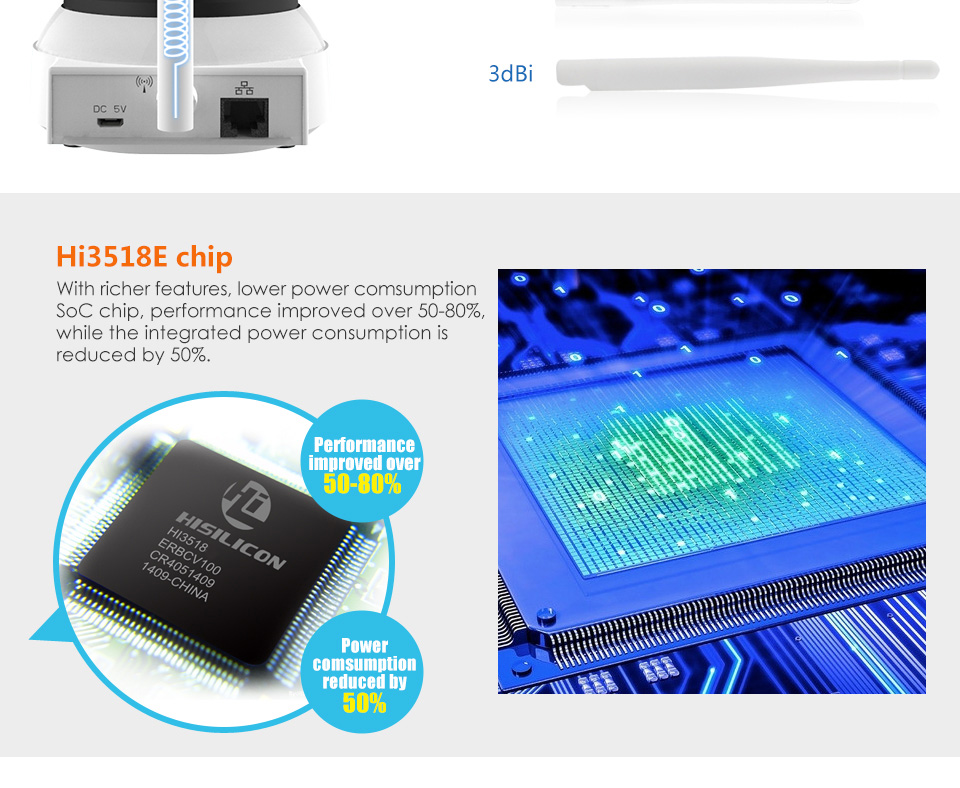 3dBi
DC 5V
Hi3518E chip
With richer features, lower power comsumption
SoC chip, performance improved over 50-80%,
while the integrated power consumption is
reduced by 50%.
Performance
improved over
50-80%
Hi
HISILICON
HI3518
ERBCV100
CR4051409
1409-CHINA
Power
comsumption
reduced by
50%